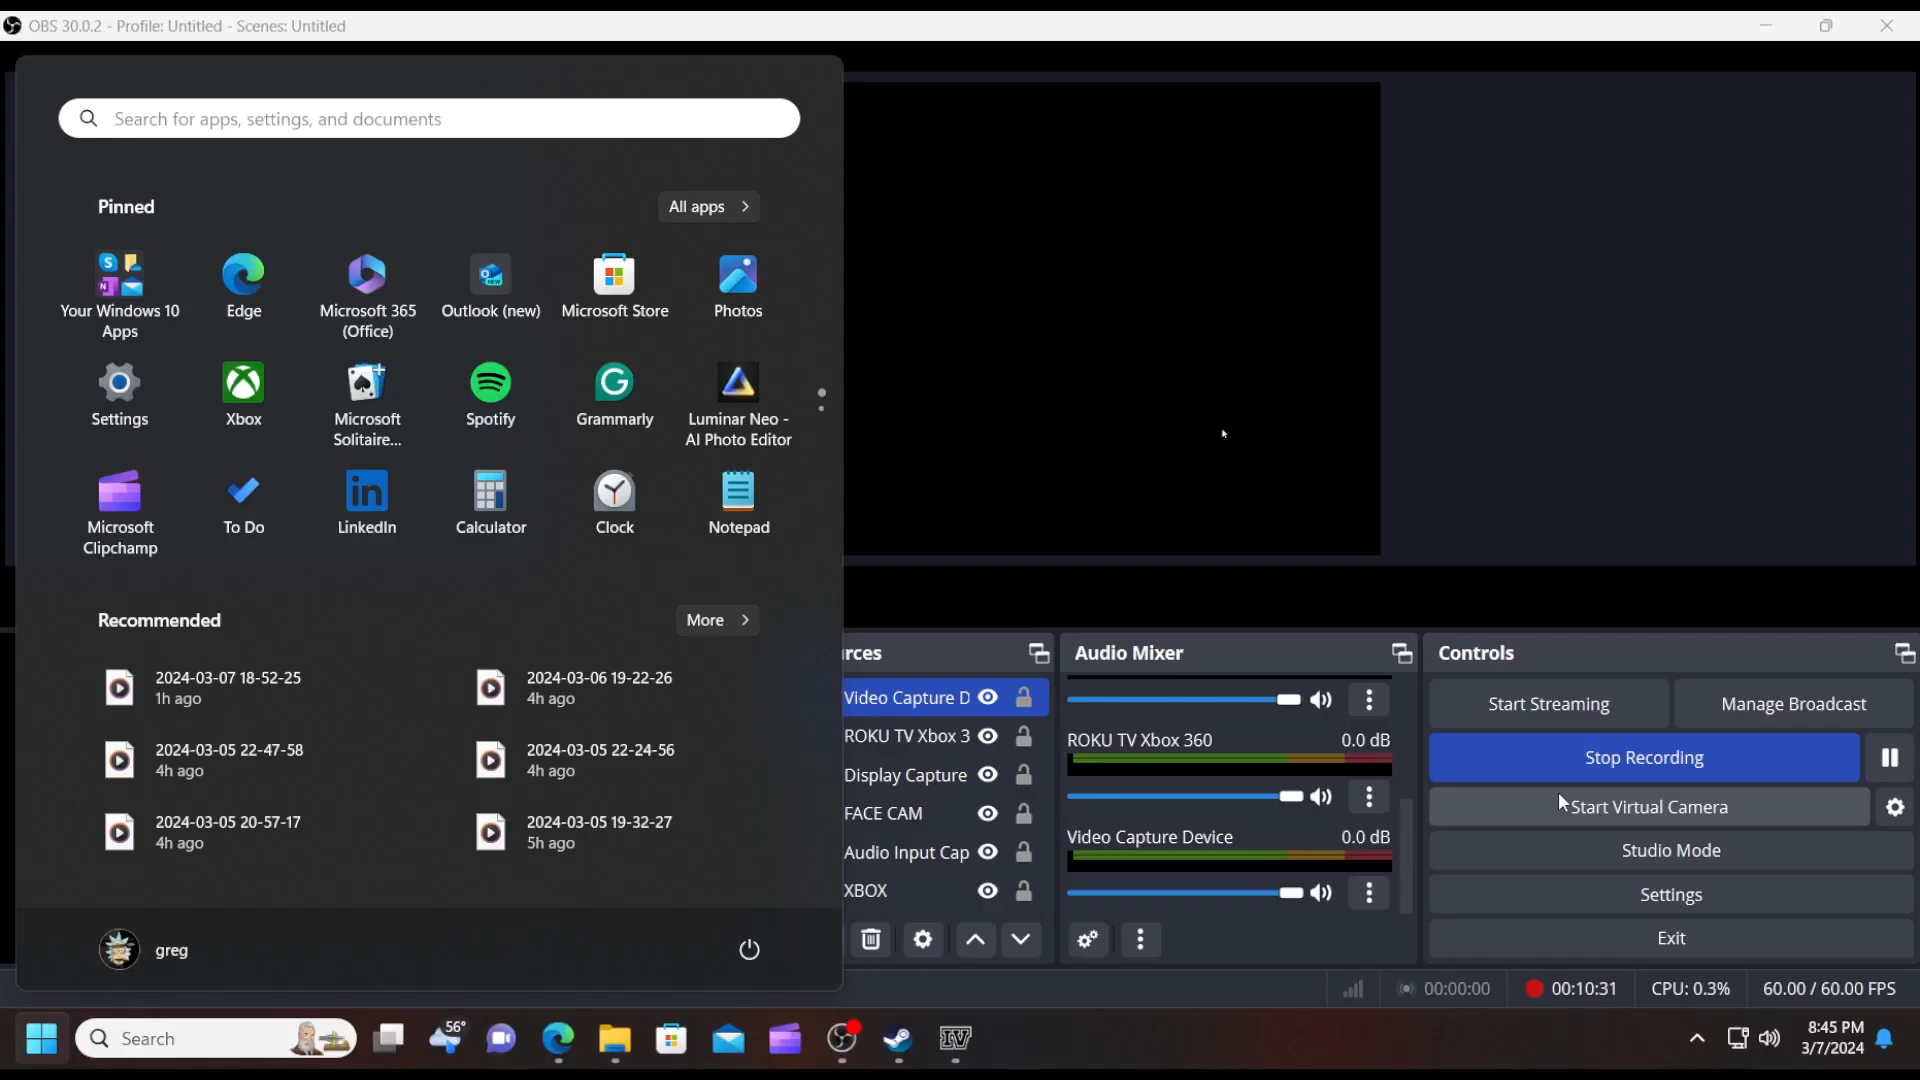 OBS 30.0.2 - Profile: Untitled - Scenes: Untitled
Search for apps, settings, and documents
Pinned
All apps
Your Windows 10 Apps
Edge
Microsoft 365 (Office)
Outlook (new)
Microsoft Store
Photos
Settings
Xbox
Microsoft Solitaire...
Spotify
Grammarly
Luminar Neo - AI Photo Editor
Microsoft Clipchamp
To Do
LinkedIn
Calculator
Clock
Notepad
Recommended
More
2024-03-07 18-52-25
1h ago
2024-03-06 19-22-26
4h ago
2024-03-05 22-47-58
4h ago
2024-03-05 22-24-56
4h ago
2024-03-05 20-57-17
4h ago
2024-03-05 19-32-27
5h ago
greg
rces
Video Capture D
ROKU TV Xbox 3
Display Capture
FACE CAM
Audio Input Cap
XBOX
Audio Mixer
ROKU TV Xbox 360 0.0 dB
Video Capture Device 0.0 dB
Controls
Start Streaming
Manage Broadcast
Stop Recording
Start Virtual Camera
Studio Mode
Settings
Exit
00:00:00
00:10:31
CPU: 0.3%
60.00 / 60.00 FPS
Search
56°
IV
8:45 PM
3/7/2024